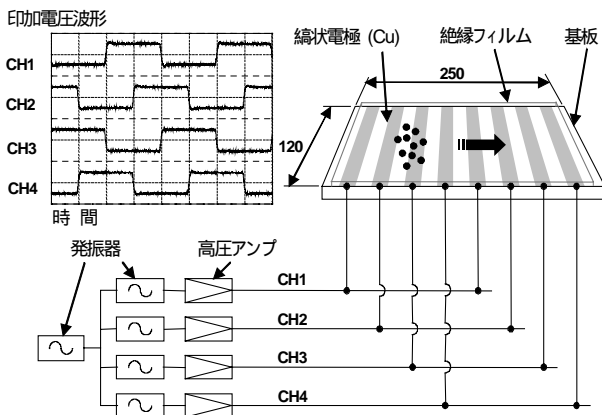 印加電圧波形
CH1
CH2
CH3
CH4
時間
縞状電極 (Cu)
絶縁フィルム
基板
250
120
発振器
高圧アンプ
CH1
CH2
CH3
CH4